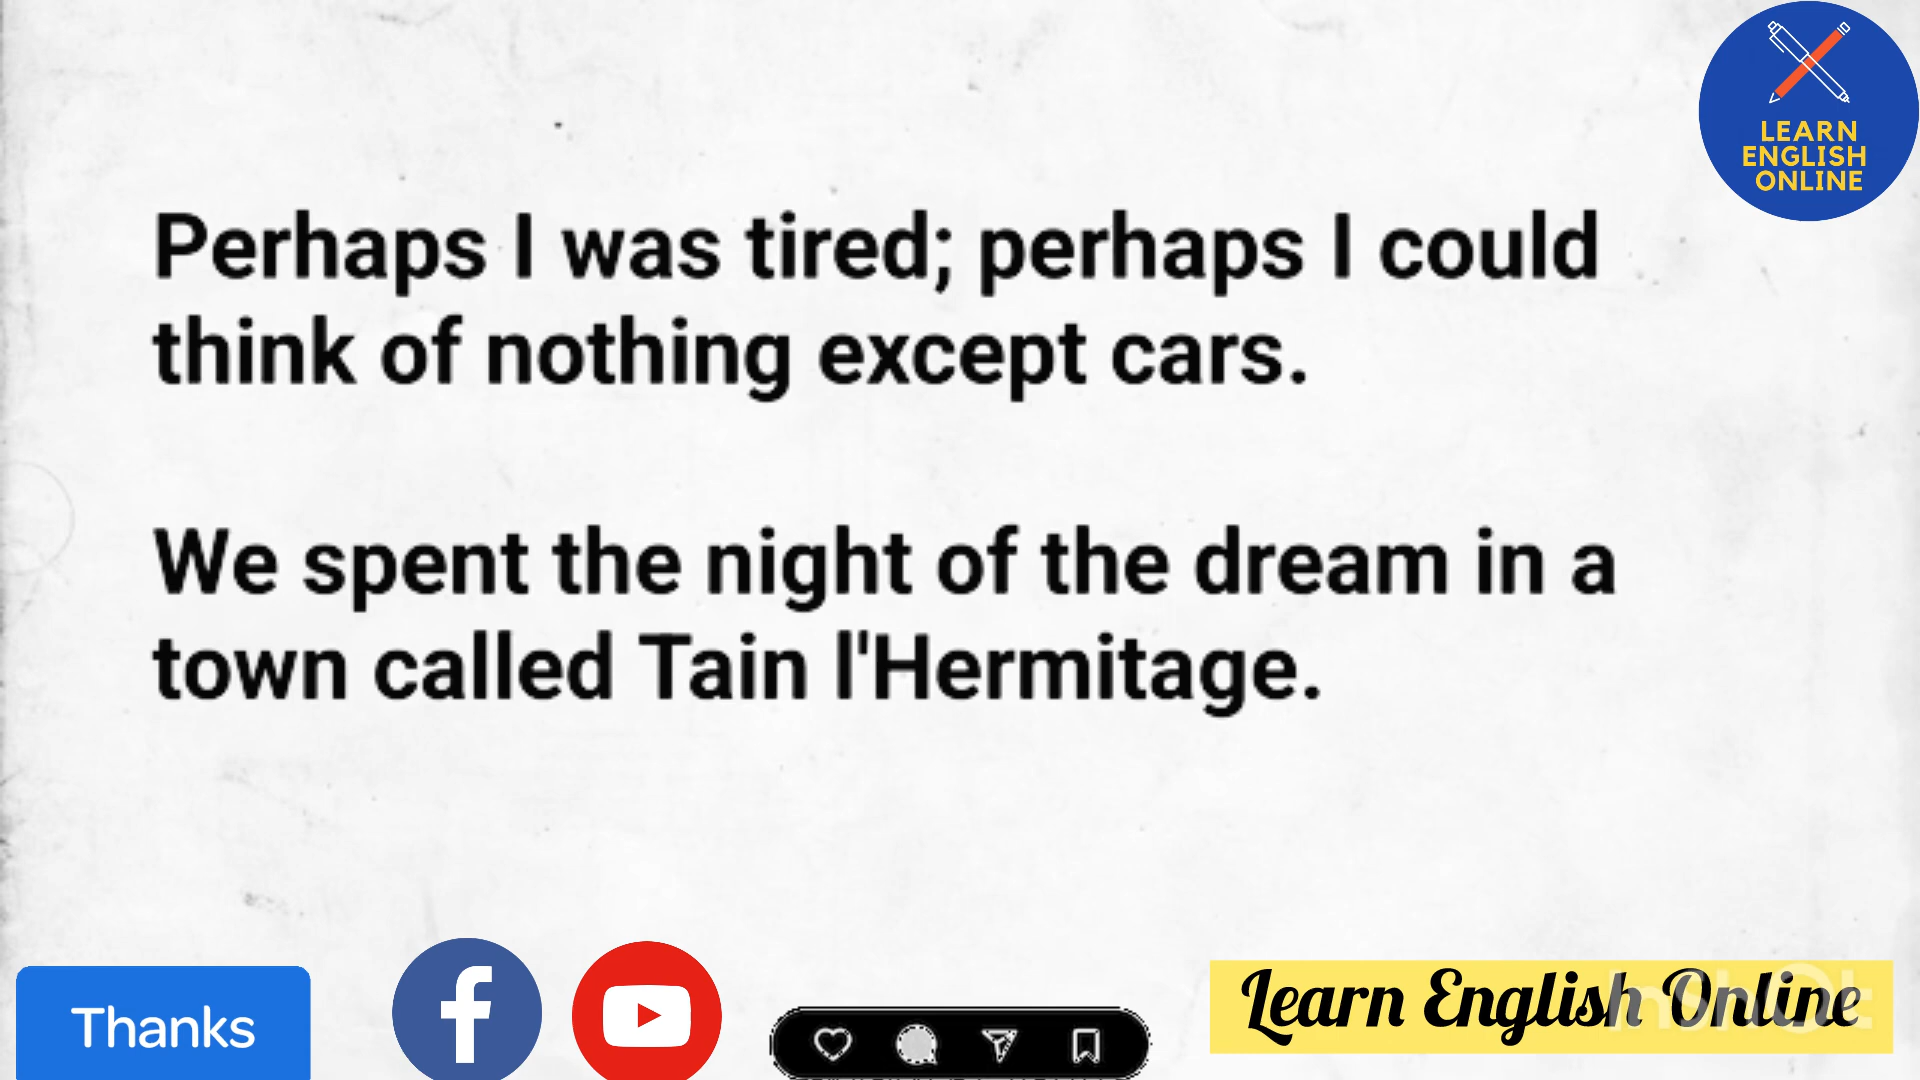 LEARN
ENGLISH
ONLINE
Perhaps I was tired; perhaps I could
think of nothing except cars.
We spent the night of the dream in a
town called Tain l'Hermitage.
Thanks
Learn English Online
InShOt